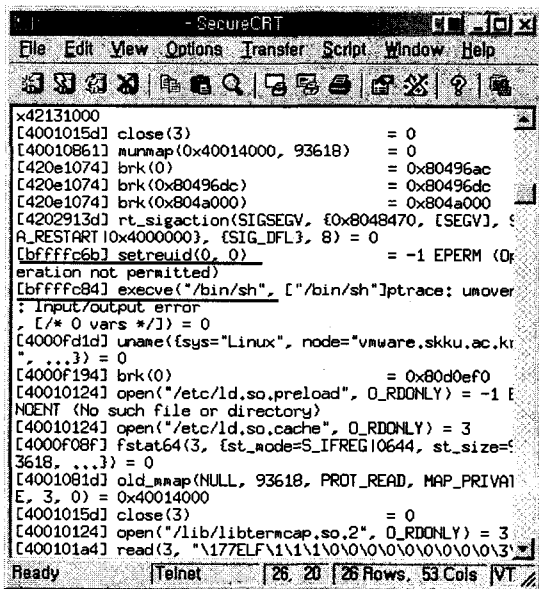 - SecureCRT
File Edit View Options Transfer Script Window Help
x42131000
[4001015d] close(3) = 0
[40010861] munmap(0x40014000, 93618) = 0
[420e1074] brk(0) = 0x80496ac
[420e1074] brk(0x80496dc) = 0x80496dc
[420e1074] brk(0x804a000) = 0x804a000
[4202913d] rt_sigaction(SIGSEGV, {0x8048470, [SEGV], S
A_RESTART|0x4000000}, {SIG_DFL}, 8) = 0
[bffffc6b] setreuid(0, 0) = -1 EPERM (Op
eration not permitted)
[bffffc84] execve("/bin/sh", ["/bin/sh"]ptrace: umover
: Input/output error
, [/* 0 vars */]) = 0
[4000fd1d] uname({sys="Linux", node="vmware.skku.ac.kr
", ...}) = 0
[4000f194] brk(0) = 0x80d0ef0
[40010124] open("/etc/ld.so.preload", O_RDONLY) = -1 E
NOENT (No such file or directory)
[40010124] open("/etc/ld.so.cache", O_RDONLY) = 3
[4000f08f] fstat64(3, {st_mode=S_IFREG|0644, st_size=9
3618, ...}) = 0
[4001081d] old_mmap(NULL, 93618, PROT_READ, MAP_PRIVAT
E, 3, 0) = 0x40014000
[4001015d] close(3) = 0
[40010124] open("/lib/libtermcap.so.2", O_RDONLY) = 3
[400101a4] read(3, "\177ELF\1\1\1\0\0\0\0\0\0\0\0\0\3\
Ready Telnet 26, 20 26 Rows, 53 Cols VT